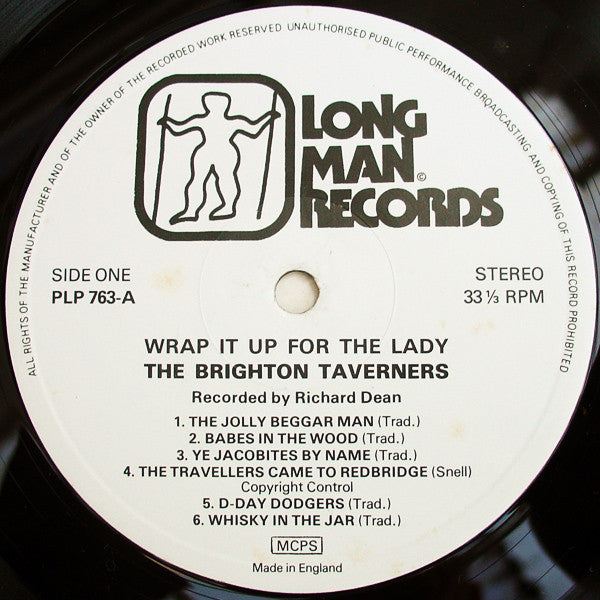 ALL RIGHTS OF THE MANUFACTURER AND OF THE OWNER OF THE RECORDED WORK RESERVED UNAUTHORISED PUBLIC PERFORMANCE BROADCASTING AND COPYING OF THIS RECORD PROHIBITED
LONG
MAN ©
RECORDS
SIDE ONE
PLP 763-A
STEREO
33 ⅓ RPM
WRAP IT UP FOR THE LADY
THE BRIGHTON TAVERNERS
Recorded by Richard Dean
1. THE JOLLY BEGGAR MAN (Trad.)
2. BABES IN THE WOOD (Trad.)
3. YE JACOBITES BY NAME (Trad.)
4. THE TRAVELLERS CAME TO REDBRIDGE (Snell)
Copyright Control
5. D-DAY DODGERS (Trad.)
6. WHISKY IN THE JAR (Trad.)
MCPS
Made in England